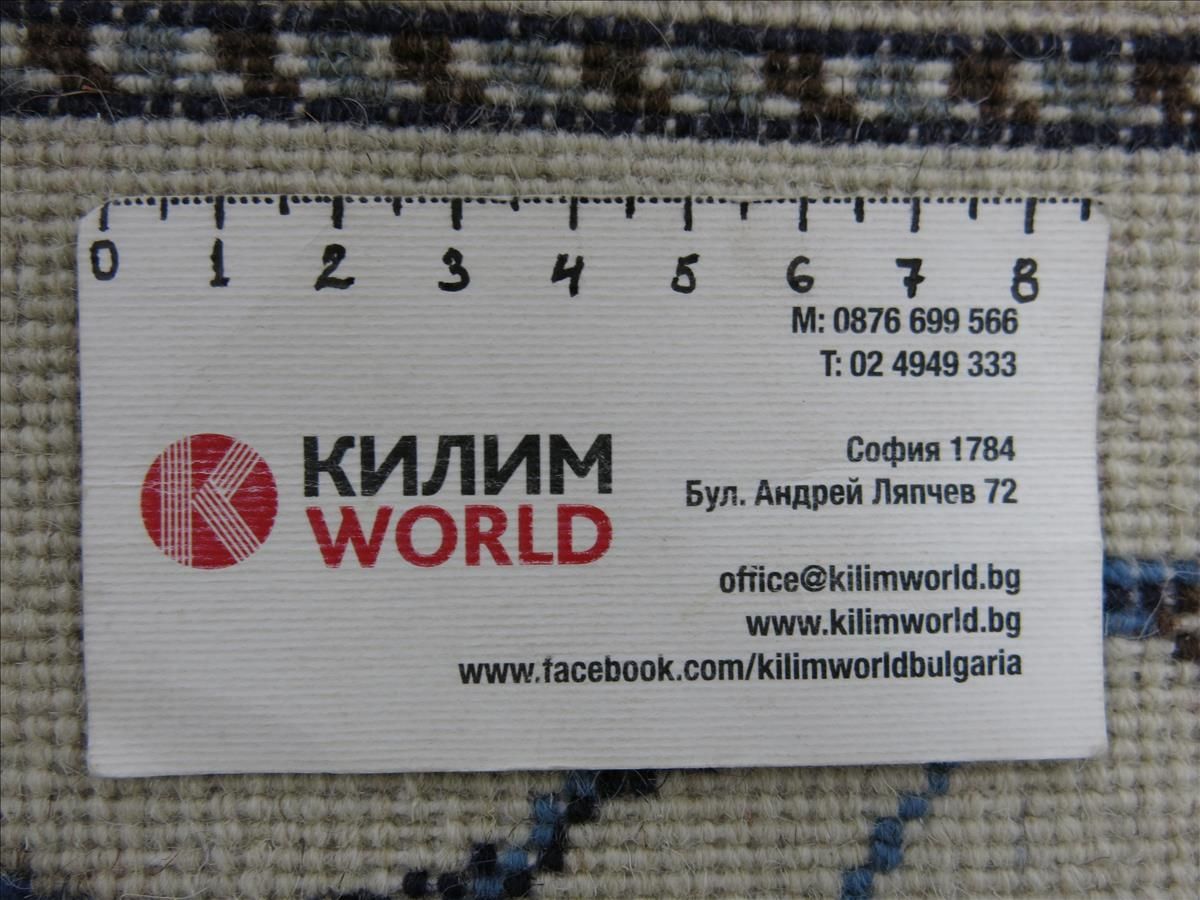 0 1 2 3 4 5 6 7 8
М: 0876 699 566
Т: 02 4949 333
КИЛИМ
WORLD
София 1784
Бул. Андрей Ляпчев 72
office@kilimworld.bg
www.kilimworld.bg
www.facebook.com/kilimworldbulgaria